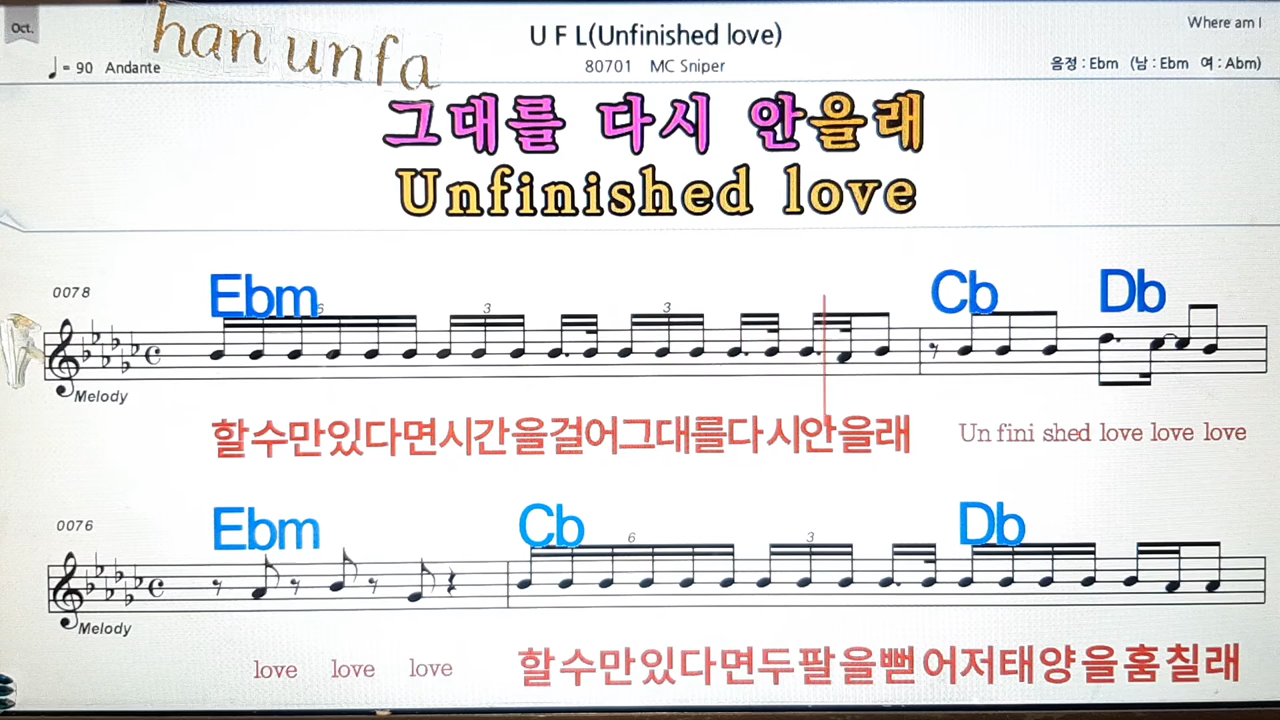 Oct.
han unfa
U F L(Unfinished love)
Where am I
♩= 90 Andante
80701 MC Sniper
음정 : Ebm (남 : Ebm 여 : Abm)
그대를 다시 안을래
Unfinished love
0078
Ebm Cb Db
6 3 3
Melody
할수만있다면시간을걸어그대를다시안을래 Un fini shed love love love
0076
Ebm Cb Db
6 3
Melody
love love love 할수만있다면두팔을뻗어저태양을훔칠래